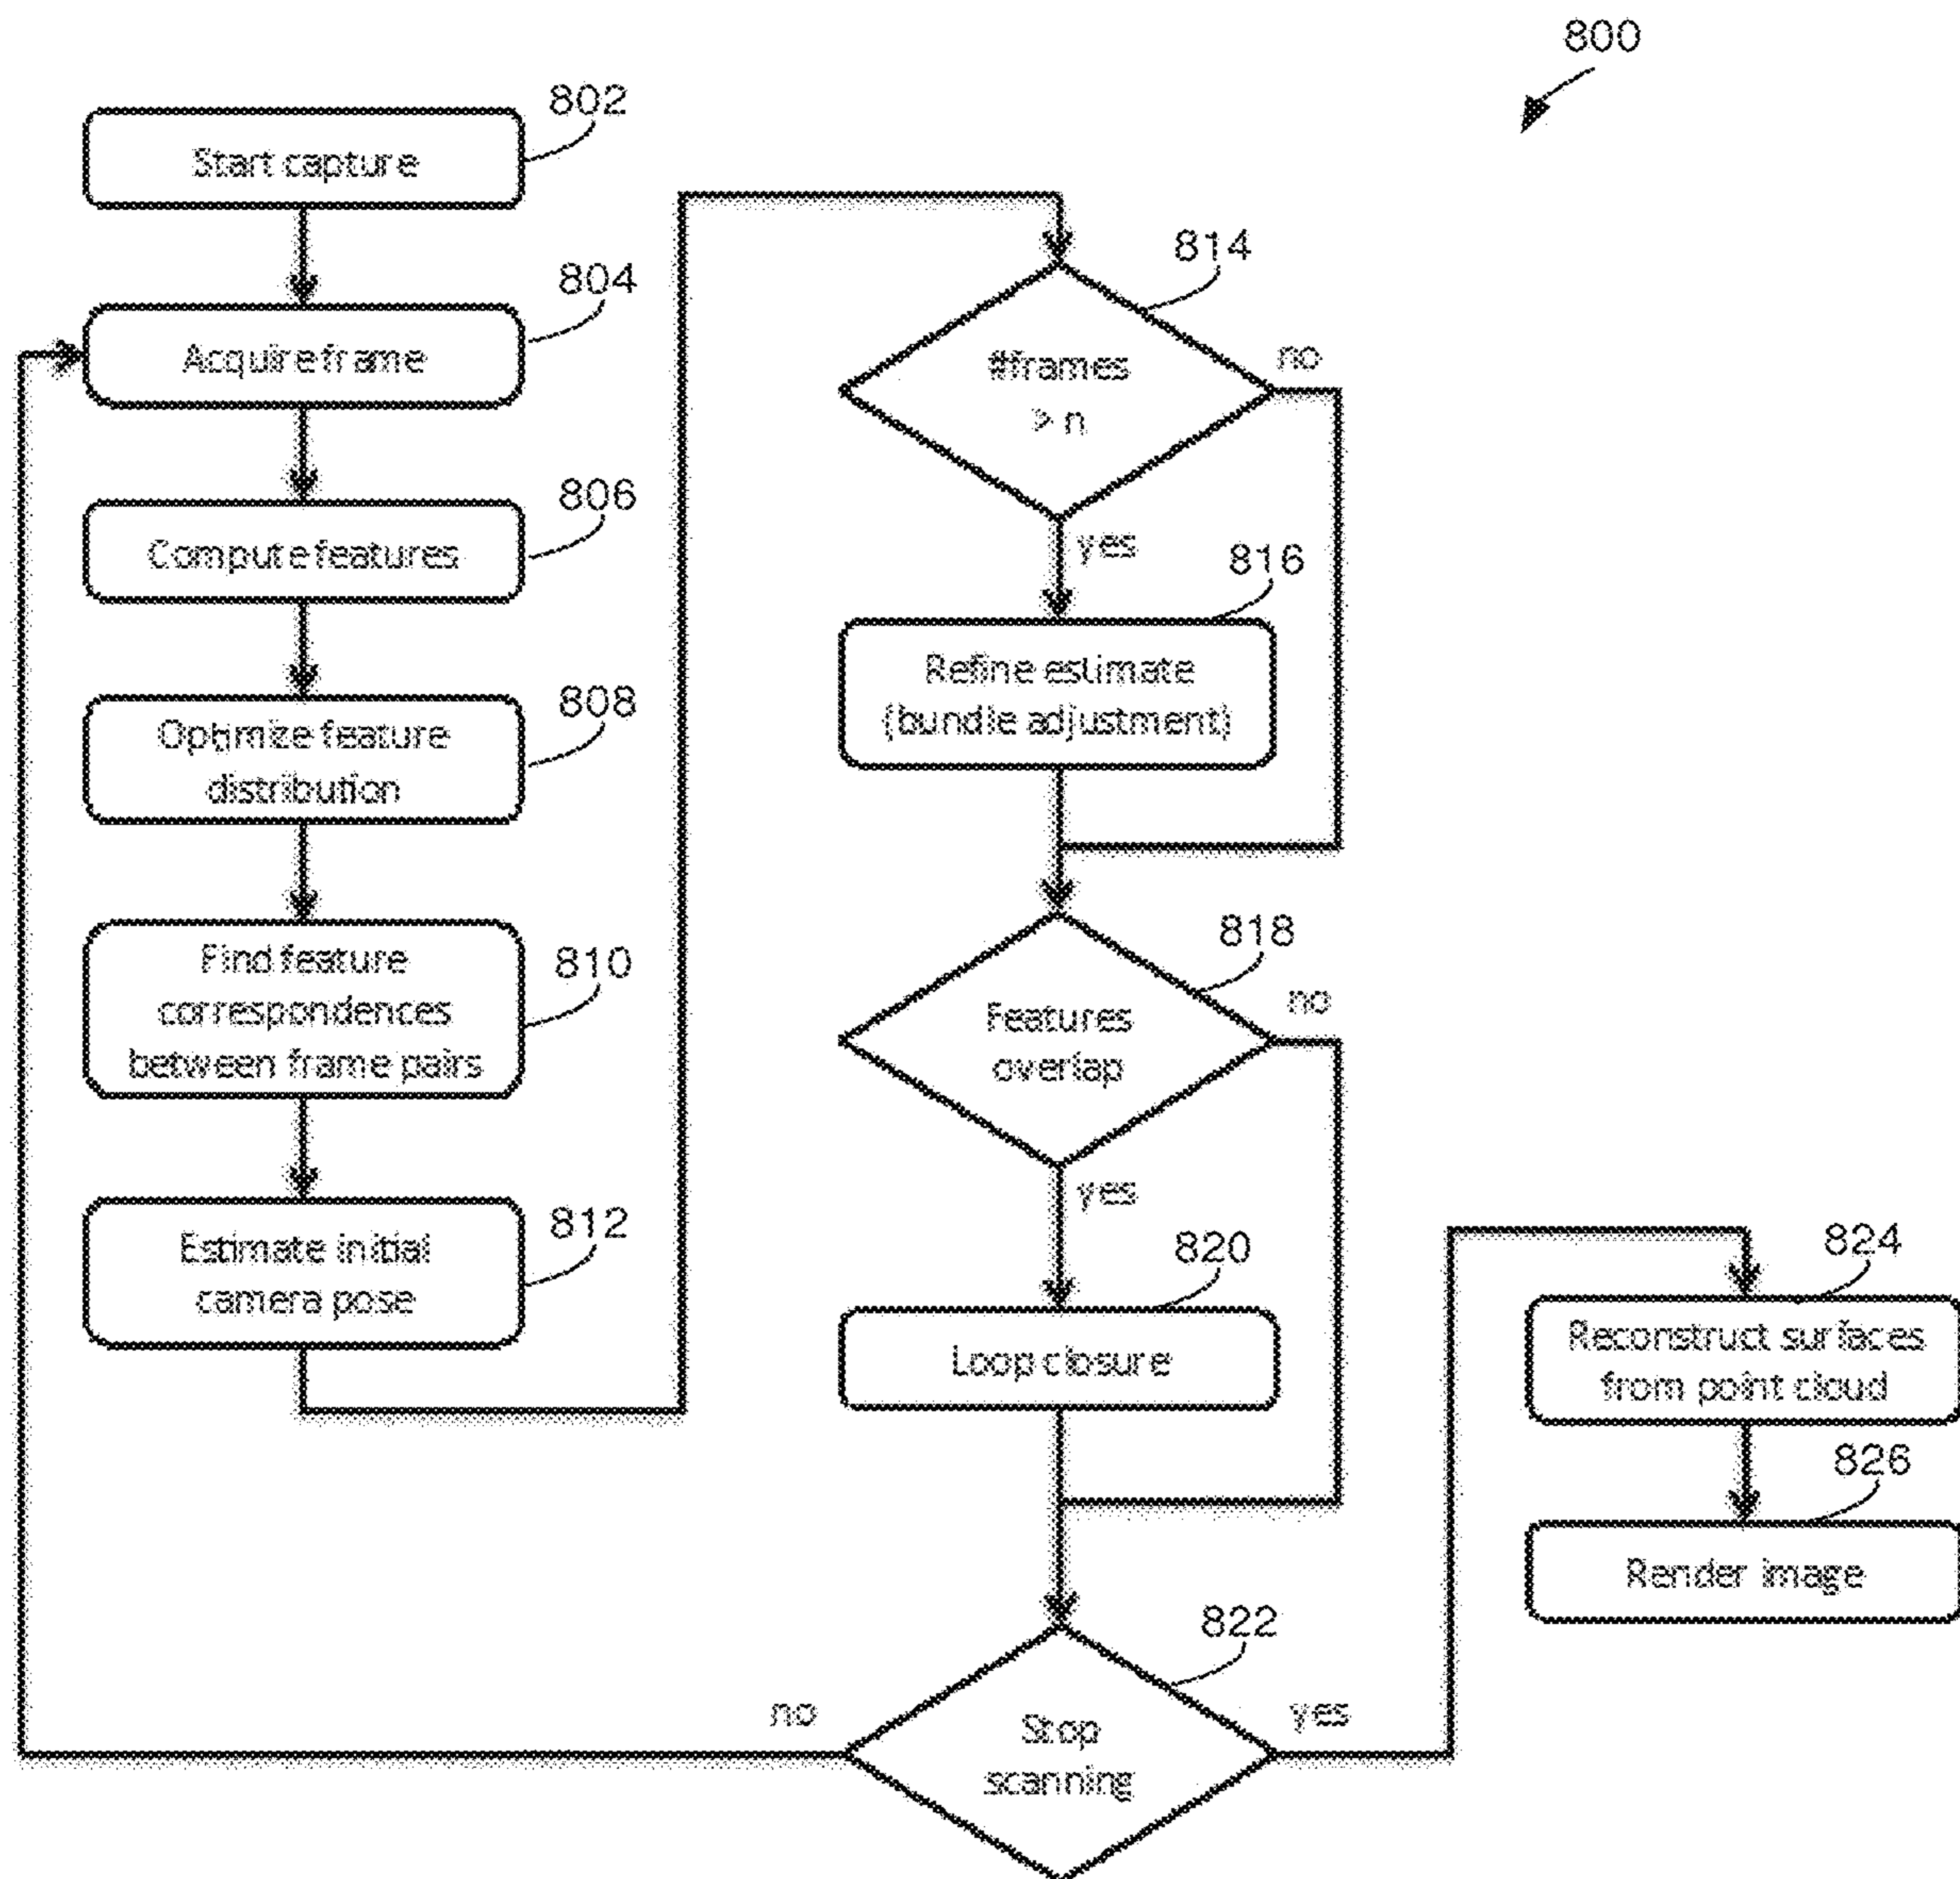 800
802
Start capture
804
Acquire frame
806
Compute features
808
Optimize feature
distribution
810
Find feature
correspondences
between frame pairs
812
Estimate initial
camera pose
814
#frames
> n
no
yes
816
Refine estimate
(bundle adjustment)
818
Features
overlap
no
yes
820
Loop closure
822
Stop
scanning
no
yes
824
Reconstruct surfaces
from point cloud
826
Render image